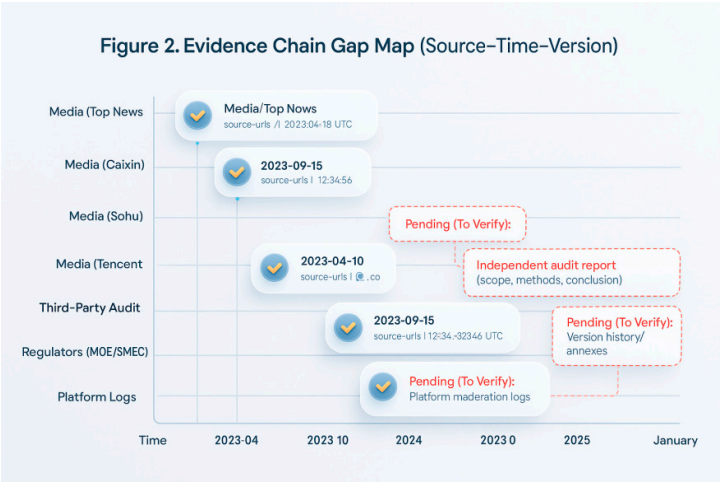 Figure 2. Evidence Chain Gap Map (Source–Time–Version)
Media (Top News
Media/Top Nows
source-urls /l 2023:04-18 UTC
Media (Caixin)
2023-09-15
source-urls l 12:34:56
Media (Sohu)
Pending (To Verify):
Media (Tencent
2023-04-10
source-urls l .co
Independent audit report
(scope, methods, conclusion)
Third-Party Audit
2023-09-15
source-urls l 12:34.-32346 UTC
Pending (To Verify):
Version history/
annexes
Regulators (MOE/SMEC)
Platform Logs
Pending (To Verify):
Platform maderation logs
Time 2023-04 2023 10 2024 2023 0 2025 January